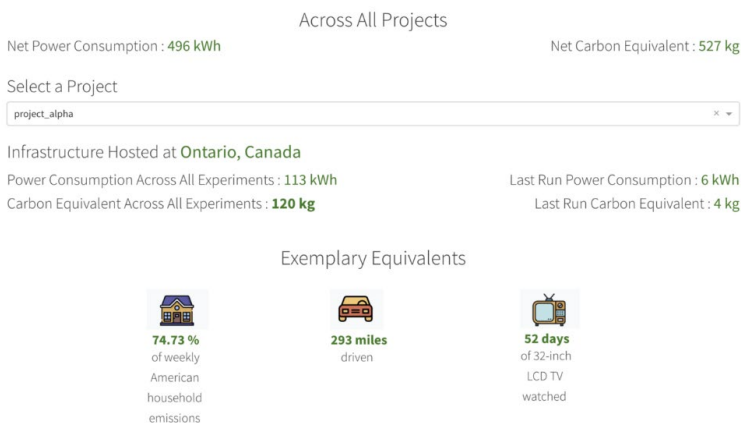 Across All Projects
Net Power Consumption : 496 kWh
Net Carbon Equivalent : 527 kg
Select a Project
project_alpha
Infrastructure Hosted at Ontario, Canada
Power Consumption Across All Experiments : 113 kWh
Last Run Power Consumption : 6 kWh
Carbon Equivalent Across All Experiments : 120 kg
Last Run Carbon Equivalent : 4 kg
Exemplary Equivalents
74.73 %
of weekly
American
household
emissions
293 miles
driven
52 days
of 32-inch
LCD TV
watched